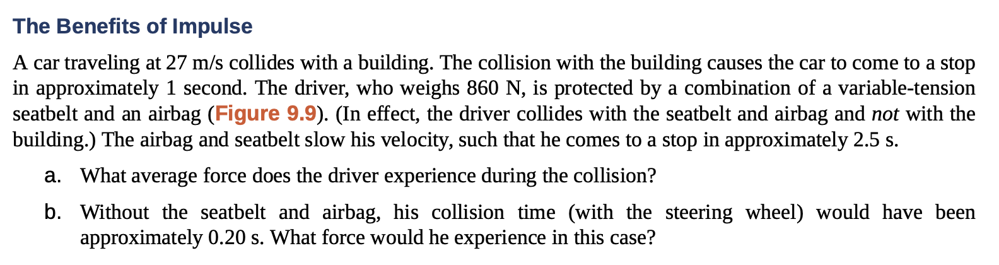 The Benefits of Impulse
A car traveling at 27 m/s collides with a building. The collision with the building causes the car to come to a stop
in approximately 1 second. The driver, who weighs 860 N, is protected by a combination of a variable-tension
seatbelt and an airbag (Figure 9.9). (In effect, the driver collides with the seatbelt and airbag and not with the
building.) The airbag and seatbelt slow his velocity, such that he comes to a stop in approximately 2.5 s.
a. What average force does the driver experience during the collision?
b. Without the seatbelt and airbag, his collision time (with the steering wheel) would have been
approximately 0.20 s. What force would he experience in this case?